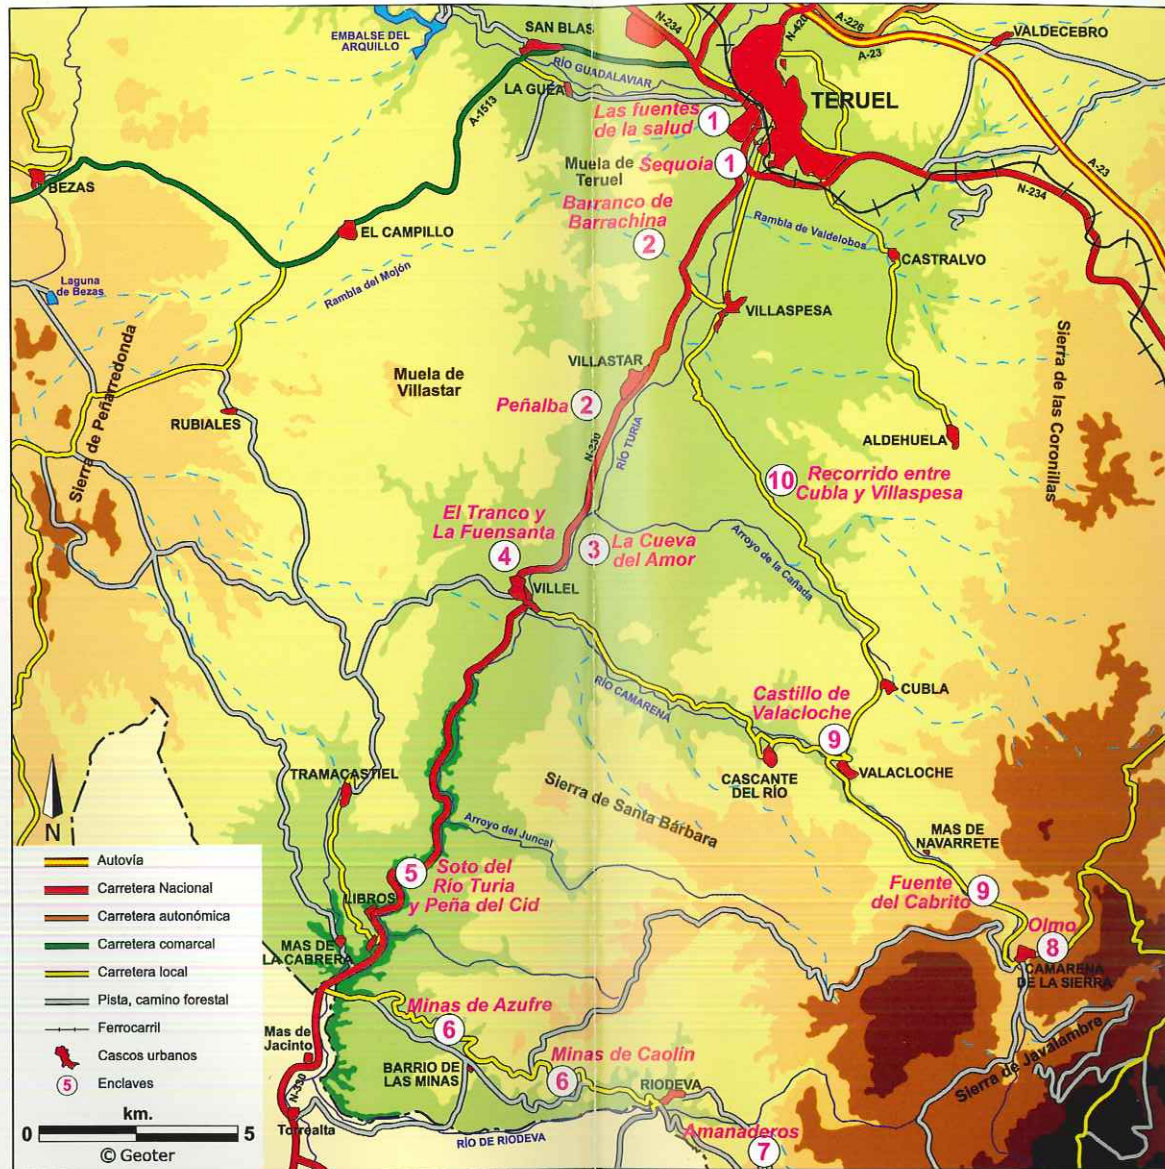 EMBALSE DEL
ARQUILLO
SAN BLAS
N-234
N-420
A-226
A-23
VALDECEBRO
RÍO GUADALAVIAR
LA GUEA
A-1513
TERUEL
Las fuentes
de la salud
1
Muela de
Teruel
Sequoia
1
A-23
N-234
BEZAS
Barranco de
Barrachina
2
Rambla de Valdelobos
EL CAMPILLO
CASTRALVO
Laguna
de Bezas
Rambla del Mojón
VILLASPESA
Sierra de Peñarredonda
Muela de
Villastar
VILLASTAR
Sierra de las Coronillas
Peñalba
2
RUBIALES
N-330
RÍO TURIA
ALDEHUELA
10
Recorrido entre
Cubla y Villaspesa
El Tranco y
La Fuensanta
4
3
La Cueva
del Amor
Arroyo de la Cañada
VILLEL
RÍO CAMARENA
CUBLA
Castillo de
Valacloche
9
CASCANTE
DEL RÍO
VALACLOCHE
TRAMACASTIEL
Sierra de Santa Bárbara
N
Arroyo del Juncal
MAS DE
NAVARRETE
5
Soto del
Río Turia
y Peña del Cid
LIBROS
Fuente
del Cabrito
9
Olmo
8
MAS DE
LA CABRERA
CAMARENA
DE LA SIERRA
Minas de Azufre
6
Mas de
Jacinto
BARRIO DE
LAS MINAS
Minas de Caolín
6
RIODEVA
Sierra de Javalambre
N-330
Torrealta
RÍO DE RIODEVA
Amanaderos
7
Autovía
Carretera Nacional
Carretera autonómica
Carretera comarcal
Carretera local
Pista, camino forestal
Ferrocarril
Cascos urbanos
5
Enclaves
km.
0
5
© Geoter